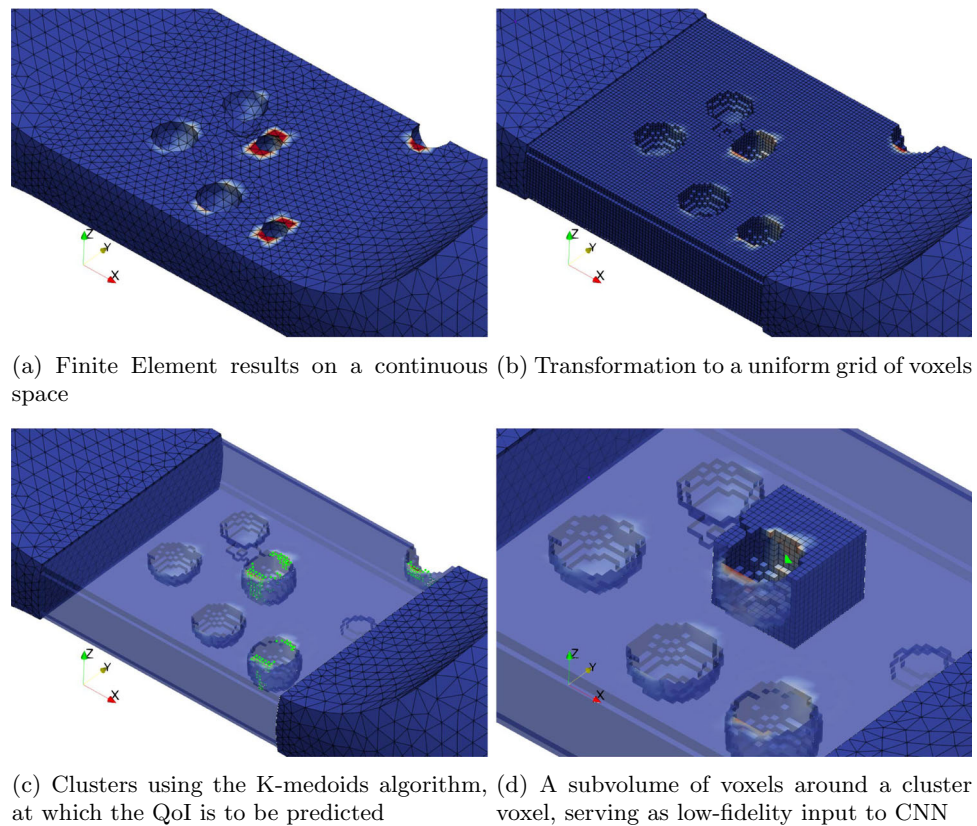 Z
Y
X
Z
Y
X
(a) Finite Element results on a continuous space
(b) Transformation to a uniform grid of voxels
Z
Y
X
Z
Y
X
(c) Clusters using the K-medoids algorithm, at which the QoI is to be predicted
(d) A subvolume of voxels around a cluster voxel, serving as low-fidelity input to CNN